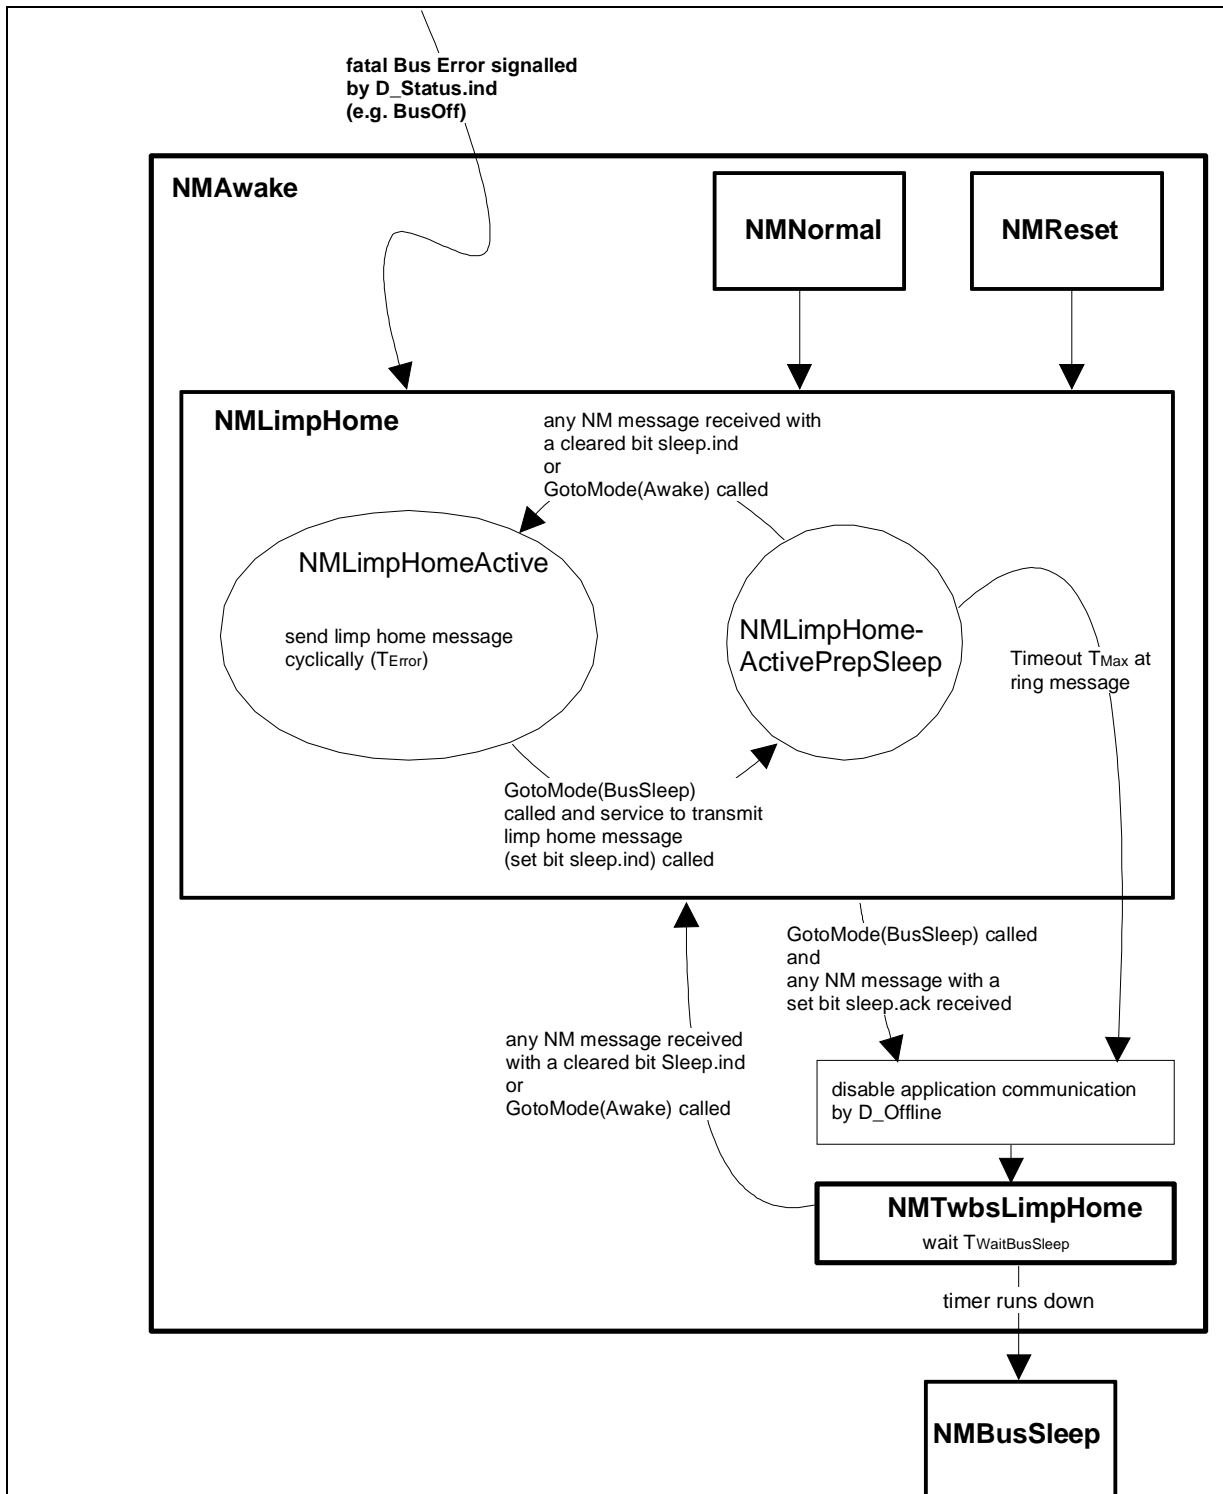 fatal Bus Error signalled
by D_Status.ind
(e.g. BusOff)
NMAwake
NMNormal
NMReset
NMLimpHome
any NM message received with
a cleared bit sleep.ind
or
GotoMode(Awake) called
NMLimpHomeActive
send limp home message
cyclically (TError)
NMLimpHome-
ActivePrepSleep
Timeout TMax at
ring message
GotoMode(BusSleep)
called and service to transmit
limp home message
(set bit sleep.ind) called
GotoMode(BusSleep) called
and
any NM message with a
set bit sleep.ack received
any NM message received
with a cleared bit Sleep.ind
or
GotoMode(Awake) called
disable application communication
by D_Offline
NMTwbsLimpHome
wait TWaitBusSleep
timer runs down
NMBusSleep